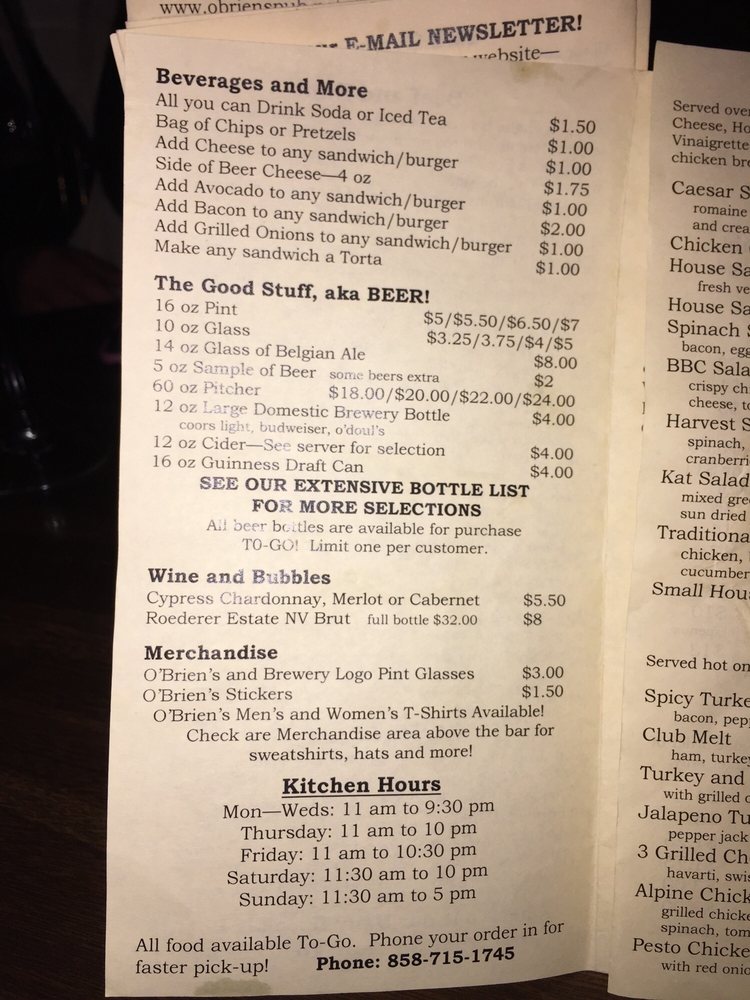 www.obrienspub
E-MAIL NEWSLETTER!
website—
Beverages and More
All you can Drink Soda or Iced Tea $1.50
Bag of Chips or Pretzels $1.00
Add Cheese to any sandwich/burger $1.00
Side of Beer Cheese—4 oz $1.75
Add Avocado to any sandwich/burger $1.00
Add Bacon to any sandwich/burger $2.00
Add Grilled Onions to any sandwich/burger $1.00
Make any sandwich a Torta $1.00
The Good Stuff, aka BEER!
16 oz Pint $5/$5.50/$6.50/$7
10 oz Glass $3.25/3.75/$4/$5
14 oz Glass of Belgian Ale $8.00
5 oz Sample of Beer some beers extra $2
60 oz Pitcher $18.00/$20.00/$22.00/$24.00
12 oz Large Domestic Brewery Bottle $4.00
coors light, budweiser, o'doul's
12 oz Cider—See server for selection $4.00
16 oz Guinness Draft Can $4.00
SEE OUR EXTENSIVE BOTTLE LIST
FOR MORE SELECTIONS
All beer bottles are available for purchase
TO-GO! Limit one per customer.
Wine and Bubbles
Cypress Chardonnay, Merlot or Cabernet $5.50
Roederer Estate NV Brut full bottle $32.00 $8
Merchandise
O'Brien's and Brewery Logo Pint Glasses $3.00
O'Brien's Stickers $1.50
O'Brien's Men's and Women's T-Shirts Available!
Check are Merchandise area above the bar for
sweatshirts, hats and more!
Kitchen Hours
Mon—Weds: 11 am to 9:30 pm
Thursday: 11 am to 10 pm
Friday: 11 am to 10:30 pm
Saturday: 11:30 am to 10 pm
Sunday: 11:30 am to 5 pm
All food available To-Go. Phone your order in for
faster pick-up! Phone: 858-715-1745
Served over
Cheese, Ho
Vinaigrette
chicken bre
Caesar S
romaine
and crea
Chicken
House Sa
fresh ve
House Sa
Spinach S
bacon, egg
BBC Sala
crispy ch
cheese, to
Harvest S
spinach,
cranberri
Kat Salad
mixed gre
sun dried
Traditiona
chicken,
cucumber
Small Hou
Served hot on
Spicy Turke
bacon, pepp
Club Melt
ham, turkey
Turkey and
with grilled o
Jalapeno Tu
pepper jack
3 Grilled Ch
havarti, swis
Alpine Chick
grilled chicke
spinach, tom
Pesto Chicke
with red onio